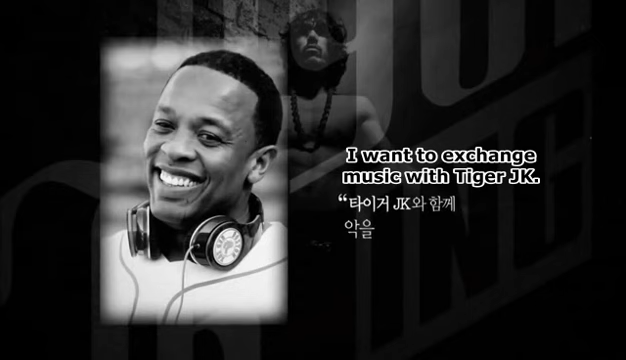 I want to exchange
music with Tiger JK.
“타이거 JK와 함께
악을